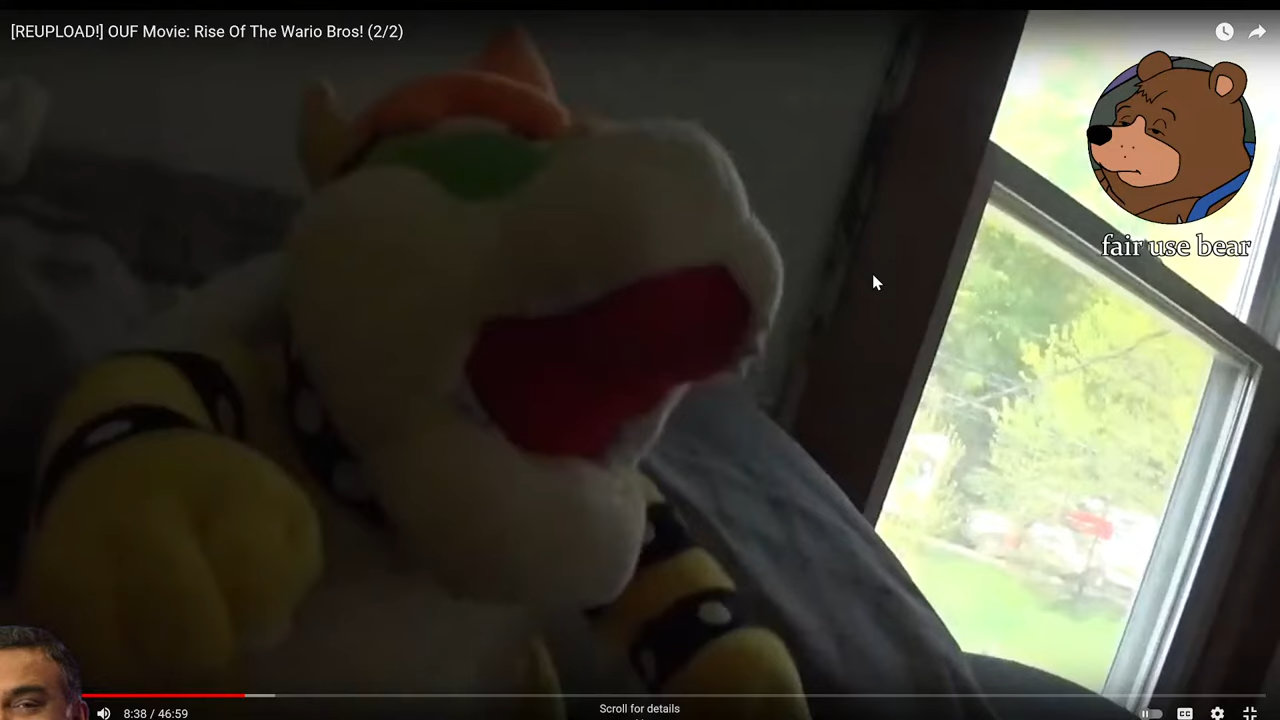 [REUPLOAD!] OUF Movie: Rise Of The Wario Bros! (2/2)
fair use bear
8:38 / 46:59
Scroll for details
CC